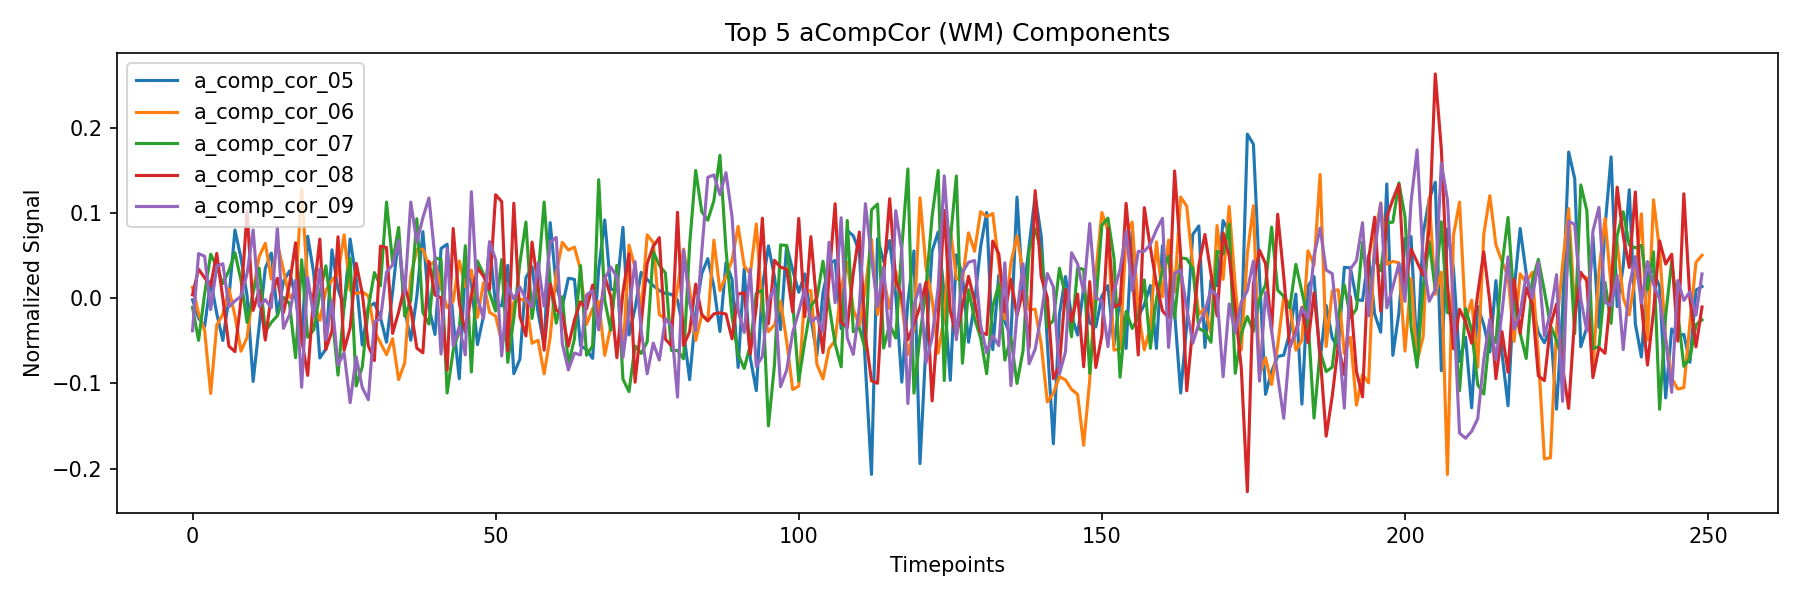 Top 5 aCompCor (WM) Components
a_comp_cor_05
a_comp_cor_06
a_comp_cor_07
a_comp_cor_08
a_comp_cor_09
Normalized Signal
0.2
0.1
0.0
−0.1
−0.2
0 50 100 150 200 250
Timepoints